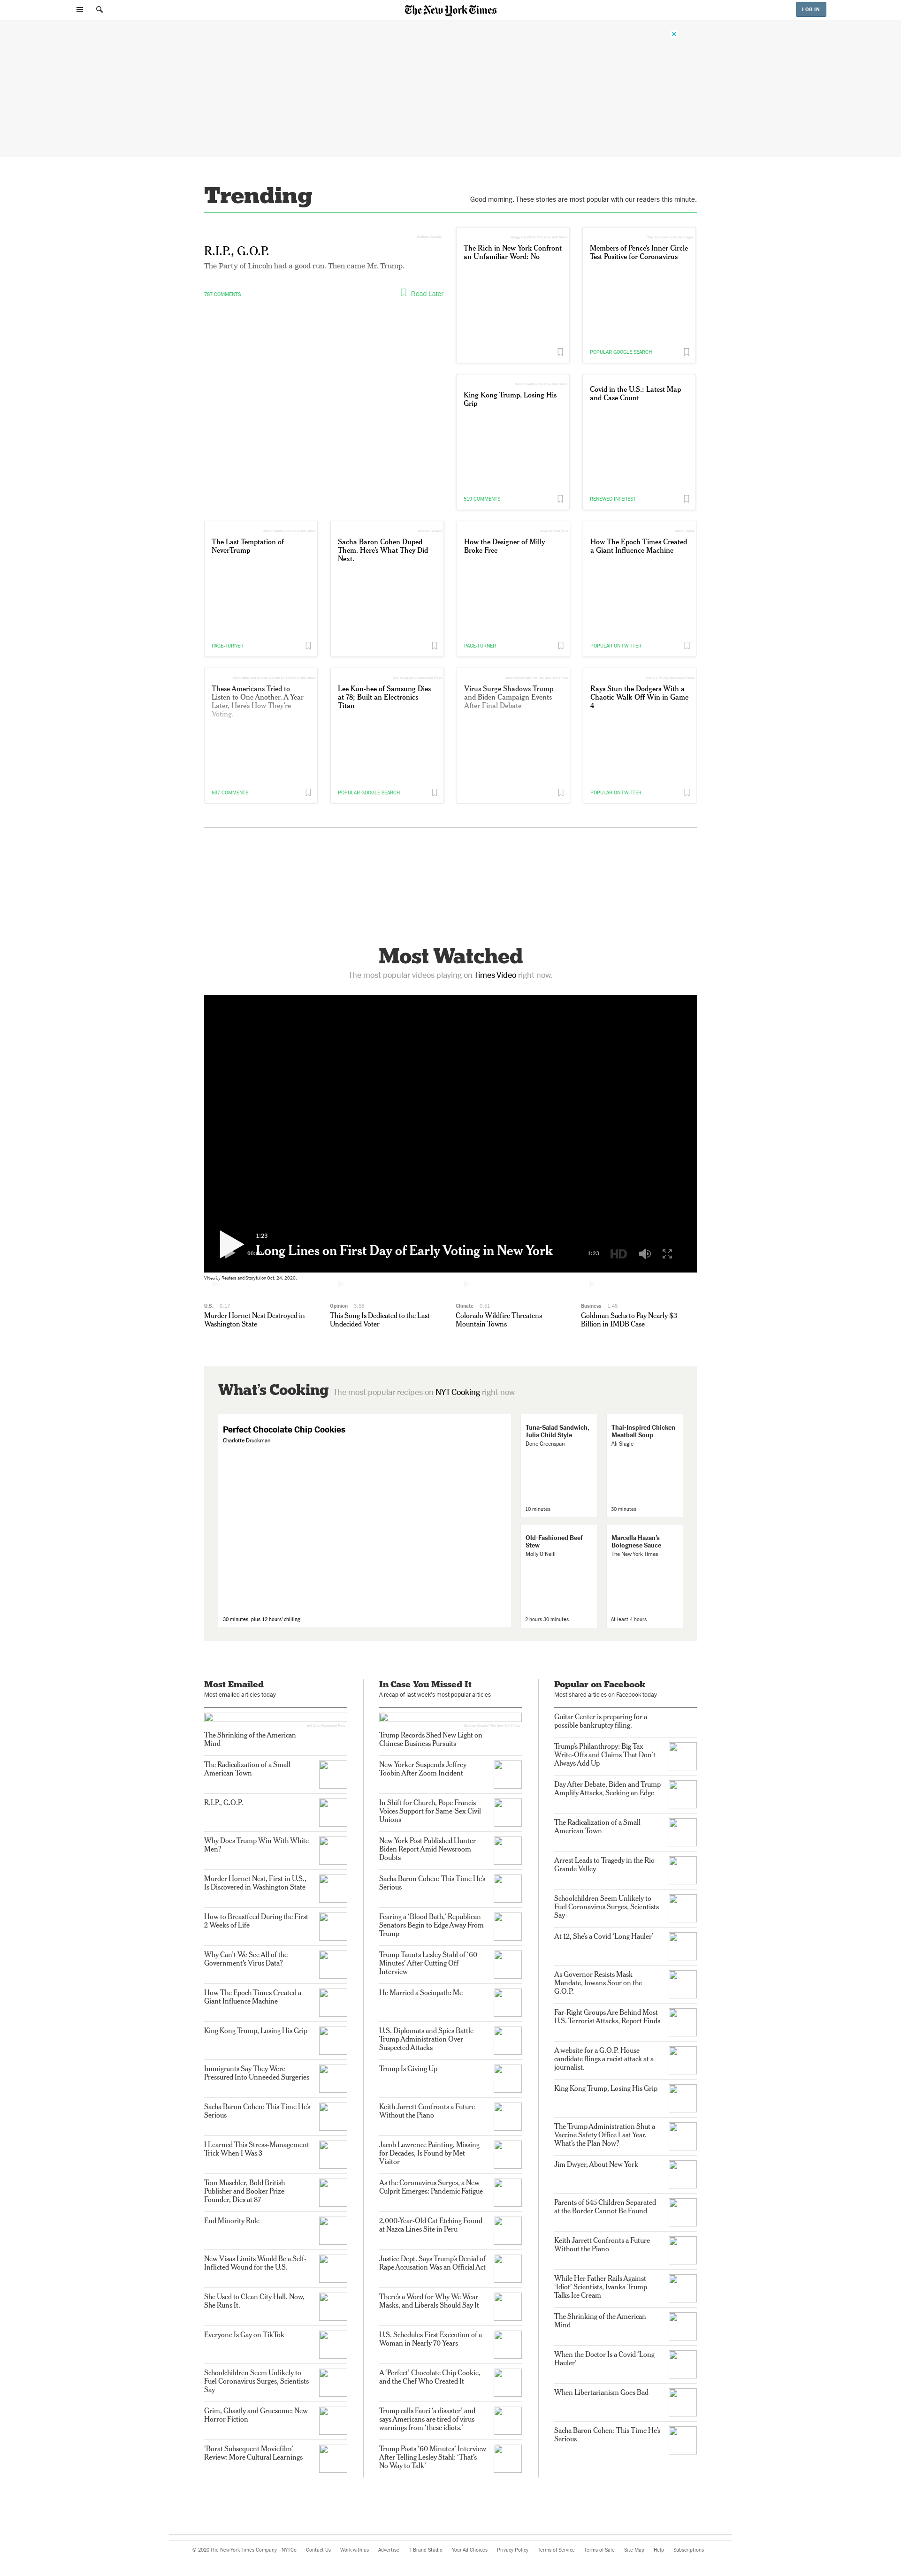 The New York Times
LOG IN
Trending
Good morning. These stories are most popular with our readers this minute.
R.I.P., G.O.P.
The Party of Lincoln had a good run. Then came Mr. Trump.
787 COMMENTS
Read Later
The Rich in New York Confront
an Unfamiliar Word: No
Members of Pence's Inner Circle
Test Positive for Coronavirus
POPULAR GOOGLE SEARCH
King Kong Trump, Losing His
Grip
519 COMMENTS
Covid in the U.S.: Latest Map
and Case Count
RENEWED INTEREST
The Last Temptation of
NeverTrump
PAGE-TURNER
Sacha Baron Cohen Duped
Them. Here's What They Did
Next.
How the Designer of Milly
Broke Free
PAGE-TURNER
How The Epoch Times Created
a Giant Influence Machine
POPULAR ON TWITTER
These Americans Tried to
Listen to One Another. A Year
Later, Here's How They're
Voting.
837 COMMENTS
Lee Kun-hee of Samsung Dies
at 78; Built an Electronics
Titan
POPULAR GOOGLE SEARCH
Virus Surge Shadows Trump
and Biden Campaign Events
After Final Debate
Rays Stun the Dodgers With a
Chaotic Walk-Off Win in Game
4
POPULAR ON TWITTER
Most Watched
The most popular videos playing on Times Video right now.
1:23
Long Lines on First Day of Early Voting in New York
1:23
HD
Video by Reuters and Storyful on Oct. 24, 2020.
U.S. 0:17
Murder Hornet Nest Destroyed in
Washington State
Opinion
This Song Is Dedicated to the Last
Undecided Voter
Climate 0:51
Colorado Wildfire Threatens
Mountain Towns
Business
Goldman Sachs to Pay Nearly $3
Billion in 1MDB Case
What's Cooking The most popular recipes on NYT Cooking right now
Perfect Chocolate Chip Cookies
Charlotte Druckman
30 minutes, plus 12 hours' chilling
Tuna-Salad Sandwich,
Julia Child Style
Dorie Greenspan
10 minutes
Thai-Inspired Chicken
Meatball Soup
Ali Slagle
30 minutes
Old-Fashioned Beef
Stew
Molly O'Neill
2 hours 30 minutes
Marcella Hazan's
Bolognese Sauce
The New York Times
At least 4 hours
Most Emailed
Most emailed articles today
The Shrinking of the American
Mind
The Radicalization of a Small
American Town
R.I.P., G.O.P.
Why Does Trump Win With White
Men?
Murder Hornet Nest, First in U.S.,
Is Discovered in Washington State
How to Breastfeed During the First
2 Weeks of Life
Why Can't We See All of the
Government's Virus Data?
How The Epoch Times Created a
Giant Influence Machine
King Kong Trump, Losing His Grip
Immigrants Say They Were
Pressured Into Unneeded Surgeries
Sacha Baron Cohen: This Time He's
Serious
I Learned This Stress-Management
Trick When I Was 3
Tom Maschler, Bold British
Publisher and Booker Prize
Founder, Dies at 87
End Minority Rule
New Visas Limits Would Be a Self-
Inflicted Wound for the U.S.
She Used to Clean City Hall. Now,
She Runs It.
Everyone Is Gay on TikTok
Schoolchildren Seem Unlikely to
Fuel Coronavirus Surges, Scientists
Say
Grim, Ghastly and Gruesome: New
Horror Fiction
'Borat Subsequent Moviefilm'
Review: More Cultural Learnings
In Case You Missed It
A recap of last week's most popular articles
Trump Records Shed New Light on
Chinese Business Pursuits
New Yorker Suspends Jeffrey
Toobin After Zoom Incident
In Shift for Church, Pope Francis
Voices Support for Same-Sex Civil
Unions
New York Post Published Hunter
Biden Report Amid Newsroom
Doubts
Sacha Baron Cohen: This Time He's
Serious
Fearing a 'Blood Bath,' Republican
Senators Begin to Edge Away From
Trump
Trump Taunts Lesley Stahl of '60
Minutes' After Cutting Off
Interview
He Married a Sociopath: Me
U.S. Diplomats and Spies Battle
Trump Administration Over
Suspected Attacks
Trump Is Giving Up
Keith Jarrett Confronts a Future
Without the Piano
Jacob Lawrence Painting, Missing
for Decades, Is Found by Met
Visitor
As the Coronavirus Surges, a New
Culprit Emerges: Pandemic Fatigue
2,000-Year-Old Cat Etching Found
at Nazca Lines Site in Peru
Justice Dept. Says Trump's Denial of
Rape Accusation Was an Official Act
There's a Word for Why We Wear
Masks, and Liberals Should Say It
U.S. Schedules First Execution of a
Woman in Nearly 70 Years
A 'Perfect' Chocolate Chip Cookie,
and the Chef Who Created It
Trump calls Fauci 'a disaster' and
says Americans are tired of virus
warnings from 'these idiots.'
Trump Posts '60 Minutes' Interview
After Telling Lesley Stahl: 'That's
No Way to Talk'
Popular on Facebook
Most shared articles on Facebook today
Guitar Center is preparing for a
possible bankruptcy filing.
Trump's Philanthropy: Big Tax
Write-Offs and Claims That Don't
Always Add Up
Day After Debate, Biden and Trump
Amplify Attacks, Seeking an Edge
The Radicalization of a Small
American Town
Arrest Leads to Tragedy in the Rio
Grande Valley
Schoolchildren Seem Unlikely to
Fuel Coronavirus Surges, Scientists
Say
At 12, She's a Covid 'Long Hauler'
As Governor Resists Mask
Mandate, Iowans Sour on the
G.O.P.
Far-Right Groups Are Behind Most
U.S. Terrorist Attacks, Report Finds
A website for a G.O.P. House
candidate flings a racist attack at a
journalist.
King Kong Trump, Losing His Grip
The Trump Administration Shut a
Vaccine Safety Office Last Year.
What's the Plan Now?
Jim Dwyer, About New York
Parents of 545 Children Separated
at the Border Cannot Be Found
Keith Jarrett Confronts a Future
Without the Piano
While Her Father Rails Against
'Idiot' Scientists, Ivanka Trump
Talks Ice Cream
The Shrinking of the American
Mind
When the Doctor Is a Covid 'Long
Hauler'
When Libertarianism Goes Bad
Sacha Baron Cohen: This Time He's
Serious
© 2020 The New York Times Company NYTCo Contact Us Work with us Advertise T Brand Studio Your Ad Choices Privacy Policy Terms of Service Terms of Sale Site Map Help Subscriptions